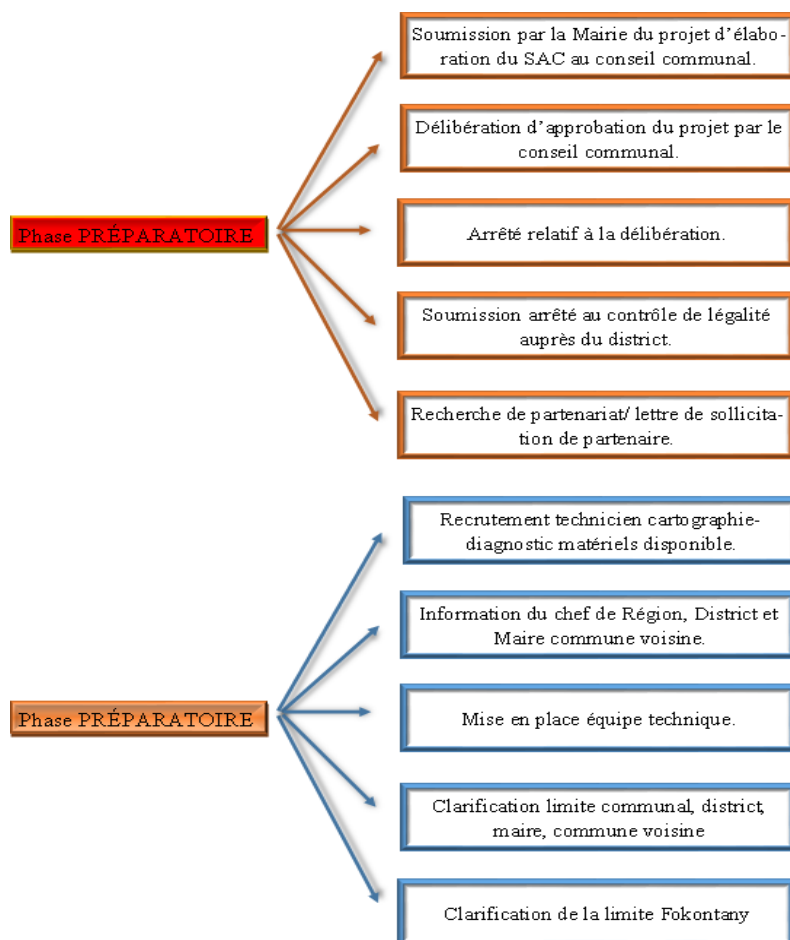 Soumission par la Mairie du projet d'élabo-
ration du SAC au conseil communal.
Délibération d'approbation du projet par le
conseil communal.
Phase PRÉPARATOIRE
Arrêté relatif à la délibération.
Soumission arrêté au contrôle de légalité
auprès du district.
Recherche de partenariat/ lettre de sollicita-
tion de partenaire.
Recrutement technicien cartographie-
diagnostic matériels disponible.
Information du chef de Région, District et
Maire commune voisine.
Phase PRÉPARATOIRE
Mise en place équipe technique.
Clarification limite communal, district,
maire, commune voisine
Clarification de la limite Fokontany